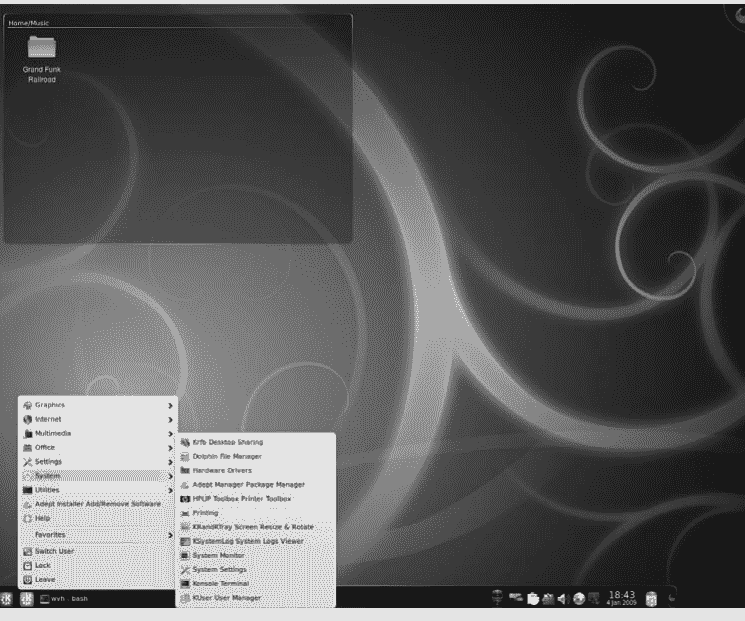 Home/Music
Grand Funk
Railroad
Graphics
Internet
Multimedia
Office
Settings
System
Utilities
Adept Installer Add/Remove Software
Help
Favorites
Switch User
Lock
Leave
Krfb Desktop Sharing
Dolphin File Manager
Hardware Drivers
Adept Manager Package Manager
HPLIP Toolbox Printer Toolbox
Printing
KRandRTray Screen Resize & Rotate
KSystemLog System Logs Viewer
System Monitor
System Settings
Konsole Terminal
KUser User Manager
wvh : bash
18:43
4 Jan 2009